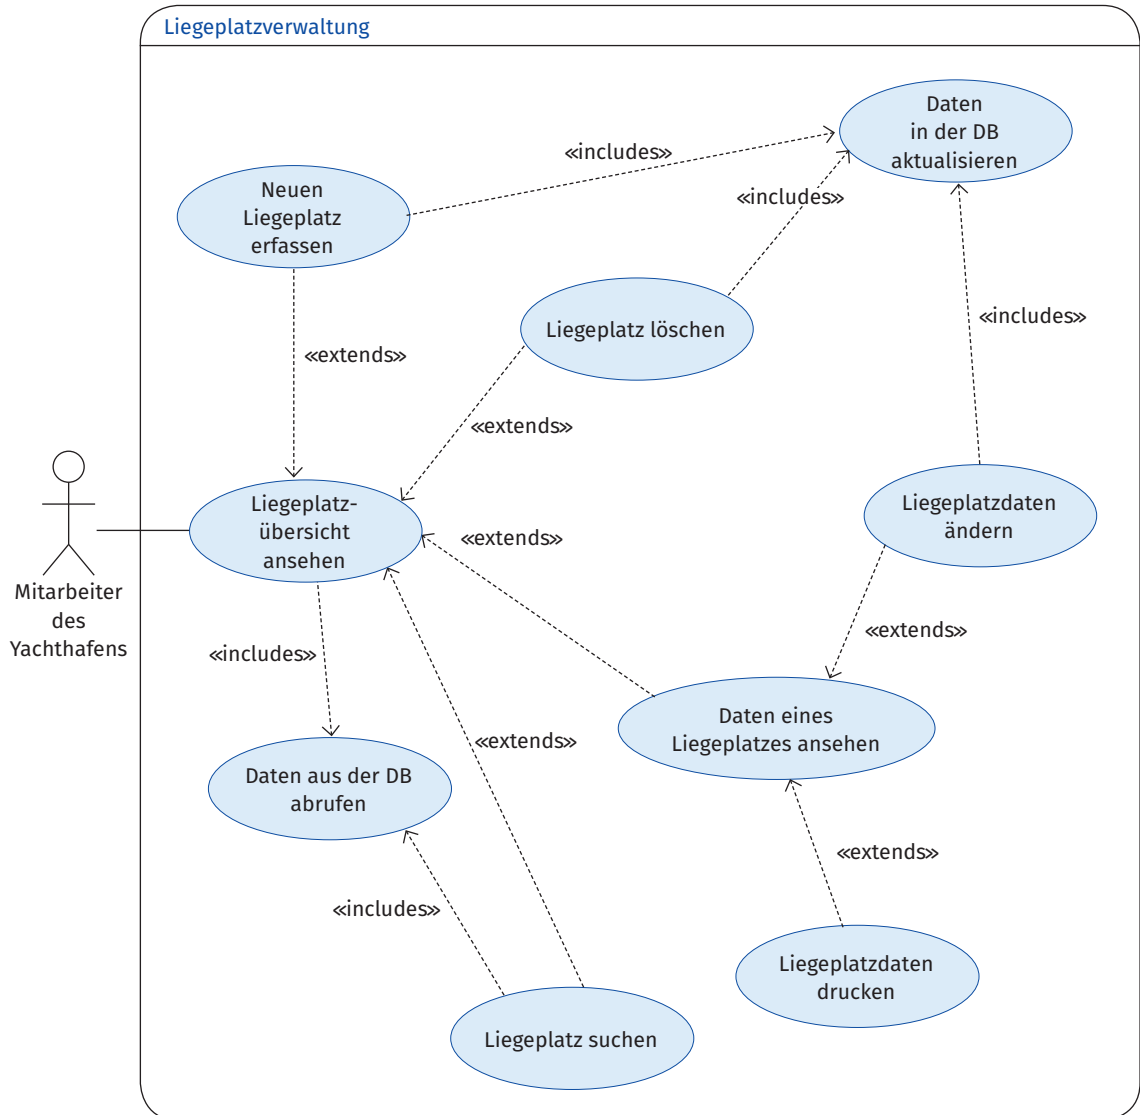 Liegeplatzverwaltung
Daten
in der DB
aktualisieren
«includes»
Neuen
Liegeplatz
erfassen
«includes»
Liegeplatz löschen
«includes»
«extends»
«extends»
Liegeplatz-
übersicht
ansehen
Liegeplatzdaten
ändern
«extends»
Mitarbeiter
des
Yachthafens
«extends»
«includes»
Daten eines
Liegeplatzes ansehen
«extends»
Daten aus der DB
abrufen
«extends»
«includes»
Liegeplatzdaten
drucken
Liegeplatz suchen